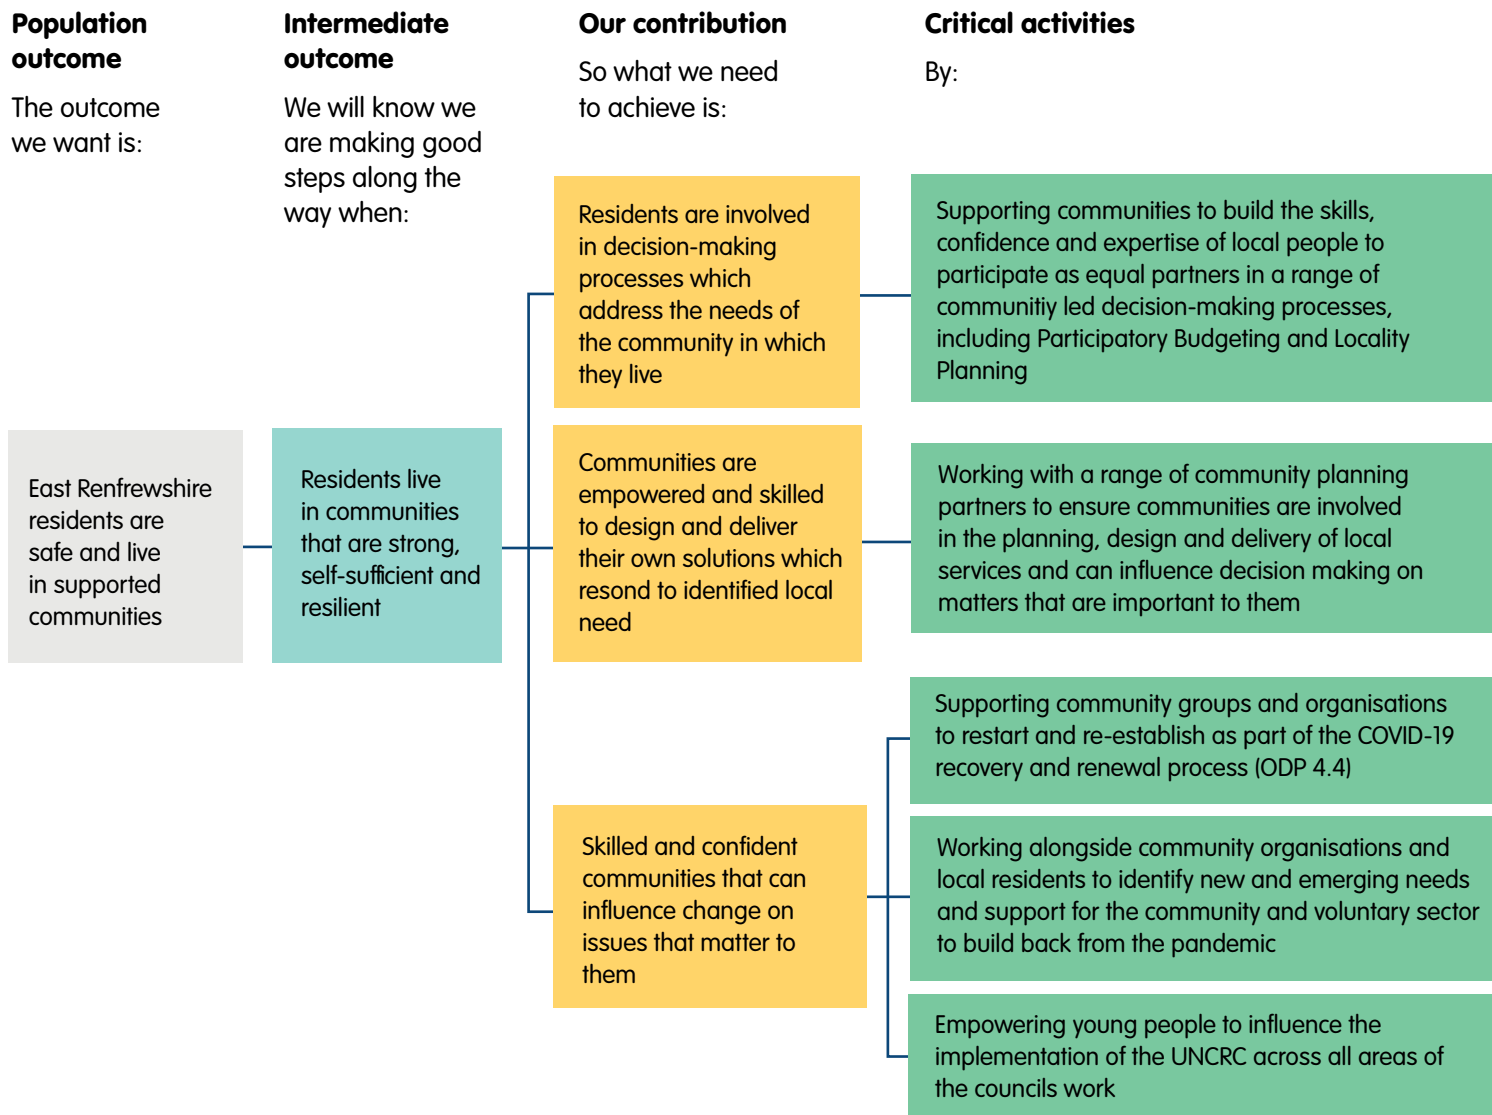 Population
outcome
The outcome
we want is:
Intermediate
outcome
We will know we
are making good
steps along the
way when:
Our contribution
So what we need
to achieve is:
Critical activities
By:
East Renfrewshire
residents are
safe and live
in supported
communities
Residents live
in communities
that are strong,
self-sufficient and
resilient
Residents are involved
in decision-making
processes which
address the needs of
the community in which
they live
Supporting communities to build the skills,
confidence and expertise of local people to
participate as equal partners in a range of
communitiy led decision-making processes,
including Participatory Budgeting and Locality
Planning
Communities are
empowered and skilled
to design and deliver
their own solutions which
resond to identified local
need
Working with a range of community planning
partners to ensure communities are involved
in the planning, design and delivery of local
services and can influence decision making on
matters that are important to them
Skilled and confident
communities that can
influence change on
issues that matter to
them
Supporting community groups and organisations
to restart and re-establish as part of the COVID-19
recovery and renewal process (ODP 4.4)
Working alongside community organisations and
local residents to identify new and emerging needs
and support for the community and voluntary sector
to build back from the pandemic
Empowering young people to influence the
implementation of the UNCRC across all areas of
the councils work